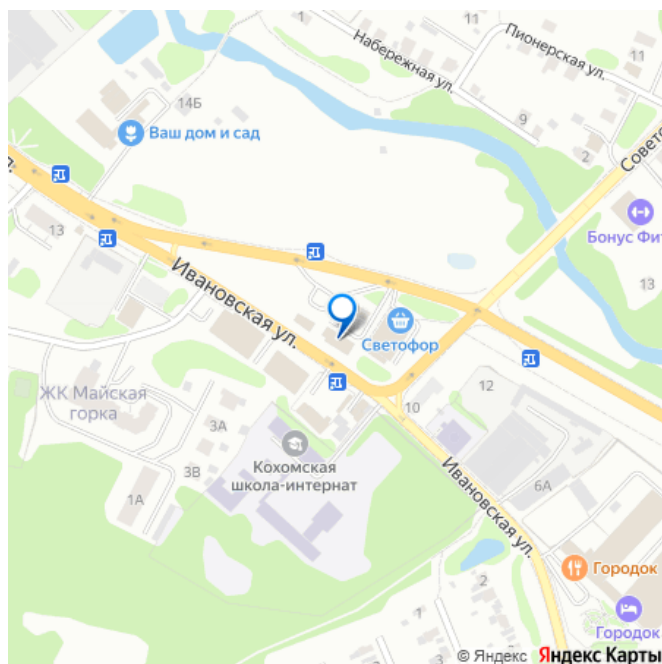 11
Пионерская ул.
11
Набережная ул.
14Б
9
Ваш дом и сад
2
Советс
л.
Бонус Фит
13
13
Ивановская ул.
Светофор
ЖК Майская
горка
12
10
3А
Кохомская
школа-интернат
3В
1А
Ивановская ул.
6А
Городок
2
1
1
Городок
© Яндекс Яндекс Карты